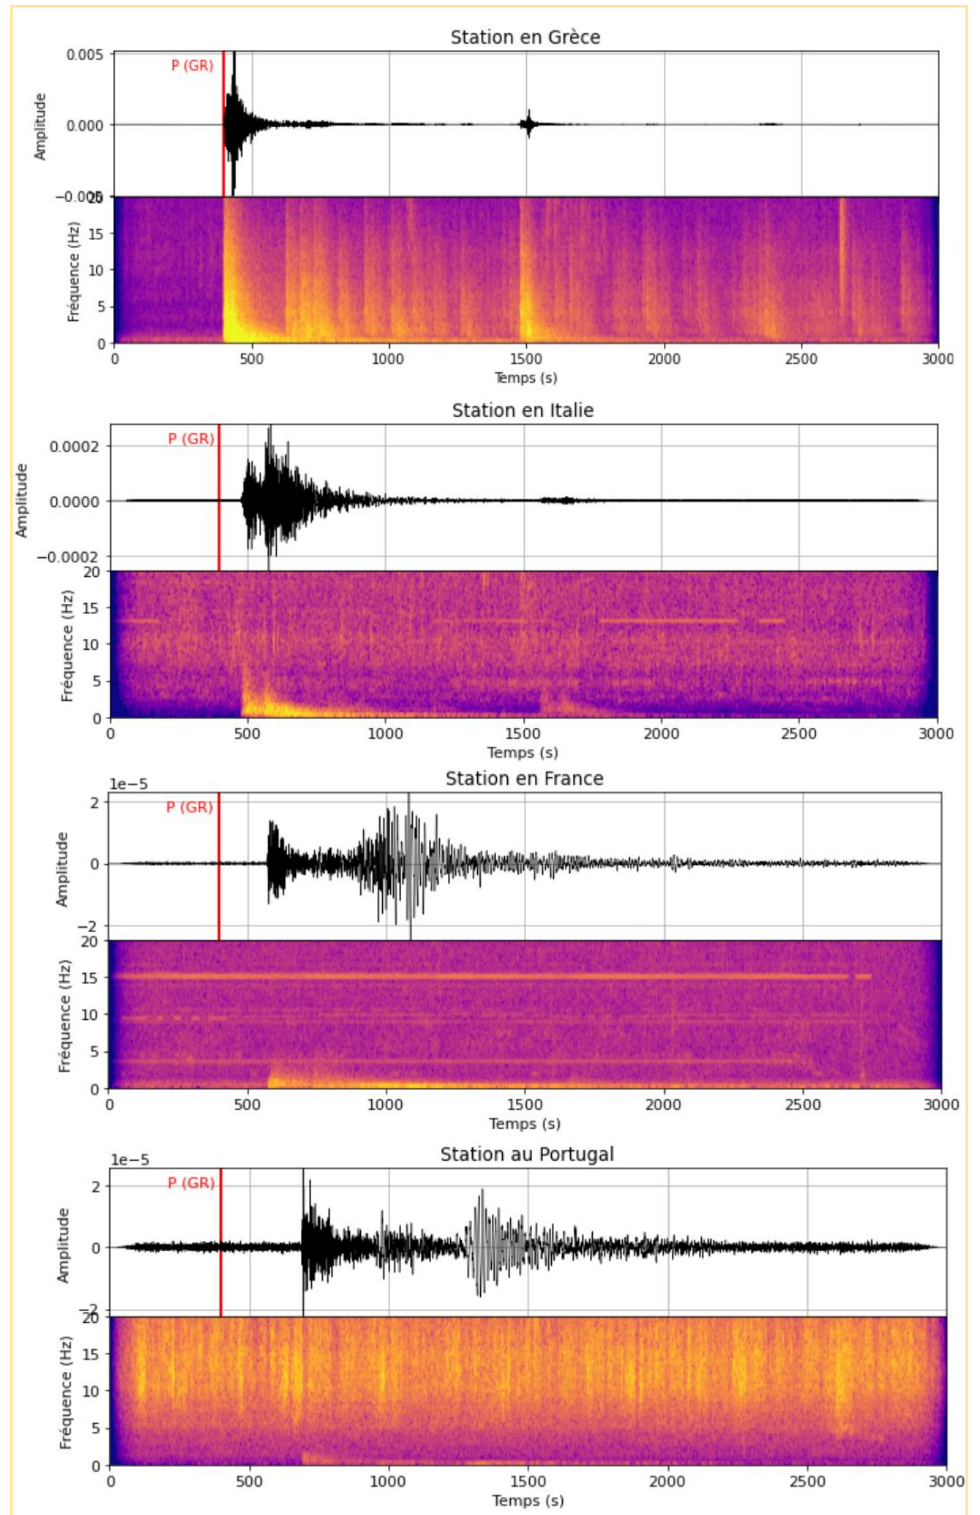 Station en Grèce
P (GR)
Amplitude
0.005
0.000
−0.005
Fréquence (Hz)
20
15
10
5
0
0 500 1000 1500 2000 2500 3000
Temps (s)
Station en Italie
P (GR)
Amplitude
0.0002
0.0000
−0.0002
Fréquence (Hz)
20
15
10
5
0
0 500 1000 1500 2000 2500 3000
Temps (s)
Station en France
1e−5
P (GR)
Amplitude
2
0
−2
Fréquence (Hz)
20
15
10
5
0
0 500 1000 1500 2000 2500 3000
Temps (s)
Station au Portugal
1e−5
P (GR)
Amplitude
2
0
−2
Fréquence (Hz)
20
15
10
5
0
0 500 1000 1500 2000 2500 3000
Temps (s)